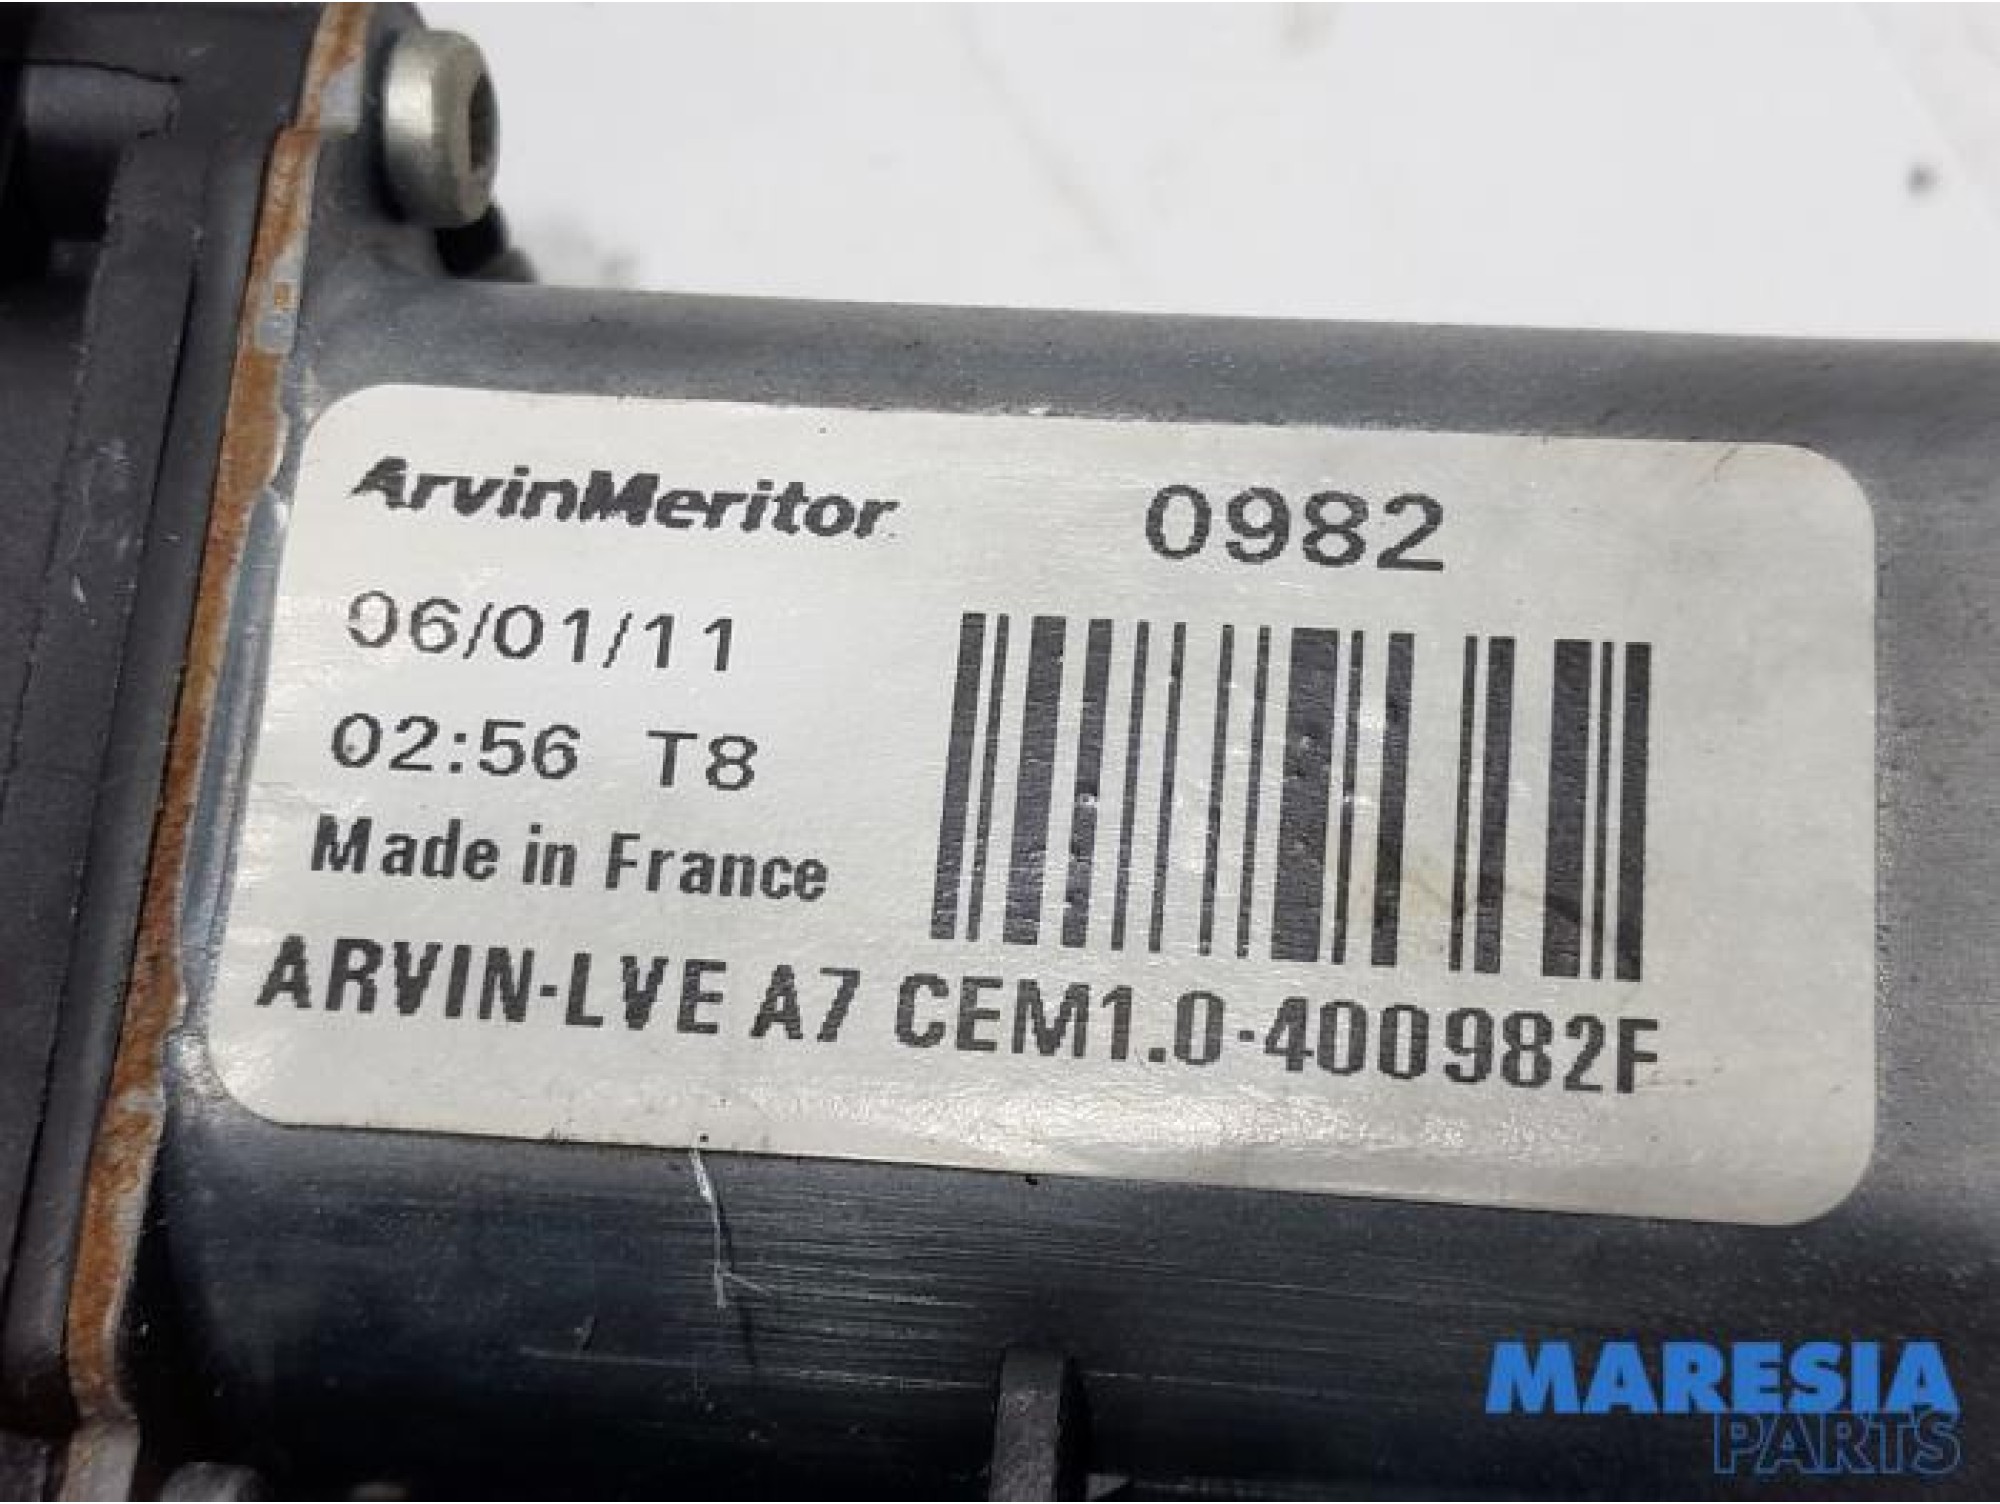 ArvinMeritor 0982
06/01/11
02:56 T8
Made in France
ARVIN-LVE A7 CEM1.0-400982F
MARESIA
PARTS